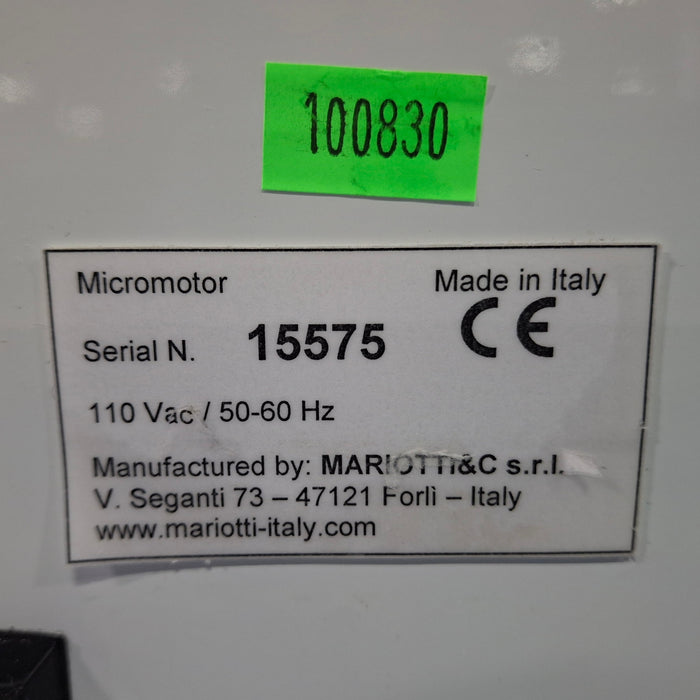 100830
Micromotor Made in Italy
Serial N. 15575 CE
110 Vac / 50-60 Hz
Manufactured by: MARIOTTI&C s.r.l.
V. Seganti 73 – 47121 Forlì – Italy
www.mariotti-italy.com